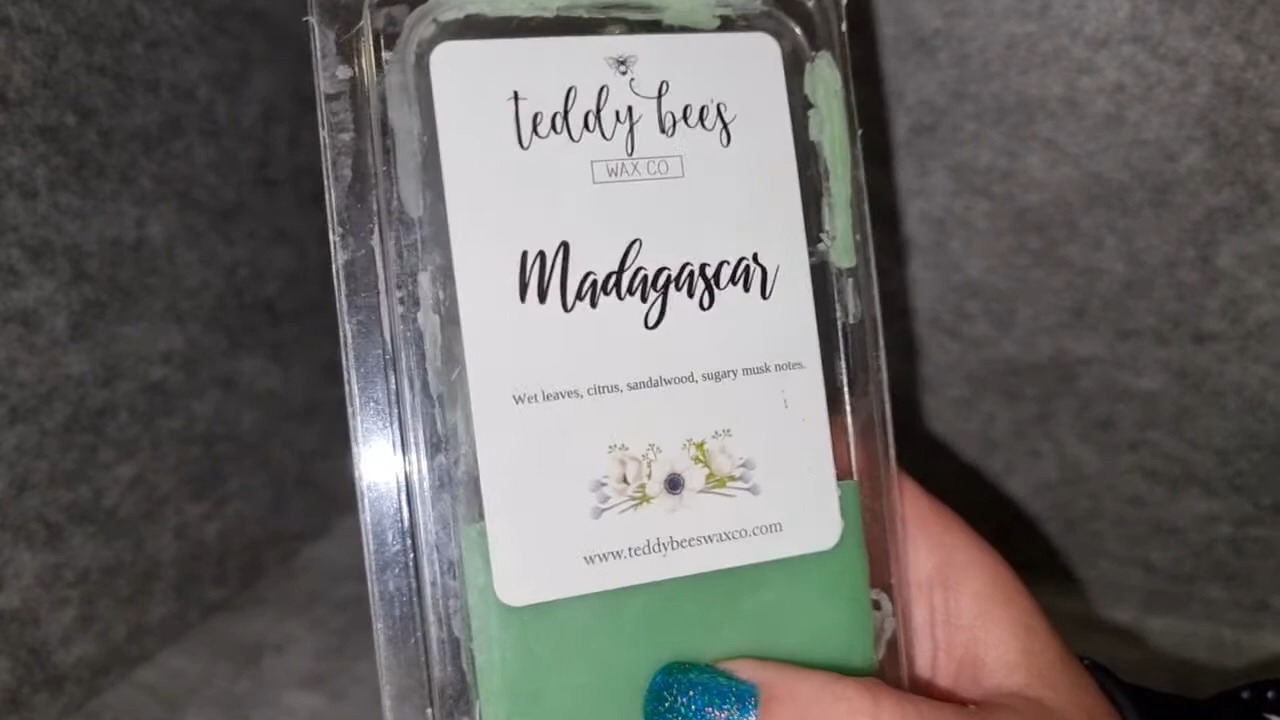 teddy bee's
WAX CO
Madagascar
Wet leaves, citrus, sandalwood, sugary musk notes.
www.teddybeeswaxco.com